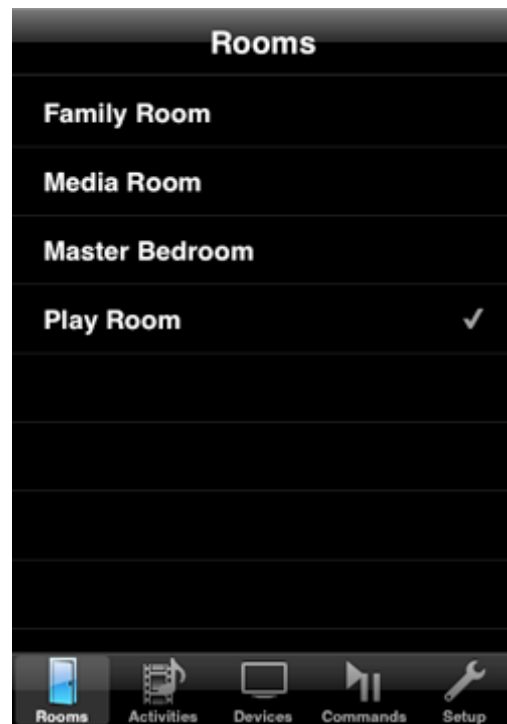 Rooms
Family Room
Media Room
Master Bedroom
Play Room
Rooms Activities Devices Commands Setup